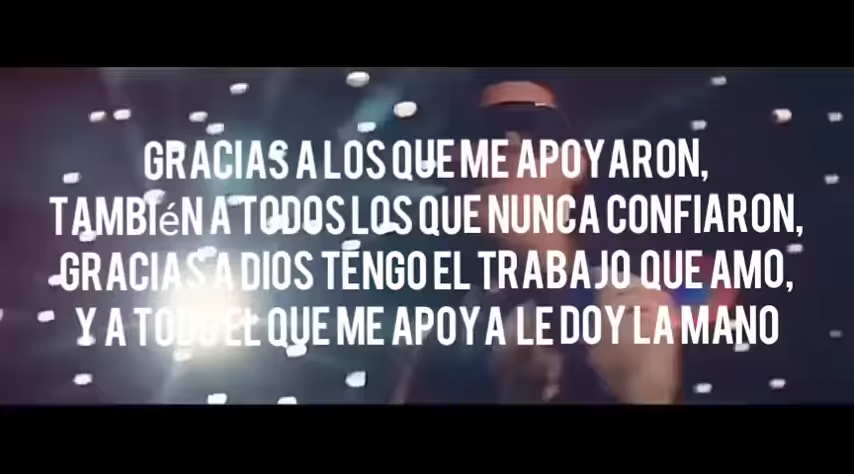 GRACIAS A LOS QUE ME APOYARON,
TAMBIéN A TODOS LOS QUE NUNCA CONFIARON,
GRACIAS A DIOS TENGO EL TRABAJO QUE AMO,
Y A TODO EL QUE ME APOYA LE DOY LA MANO